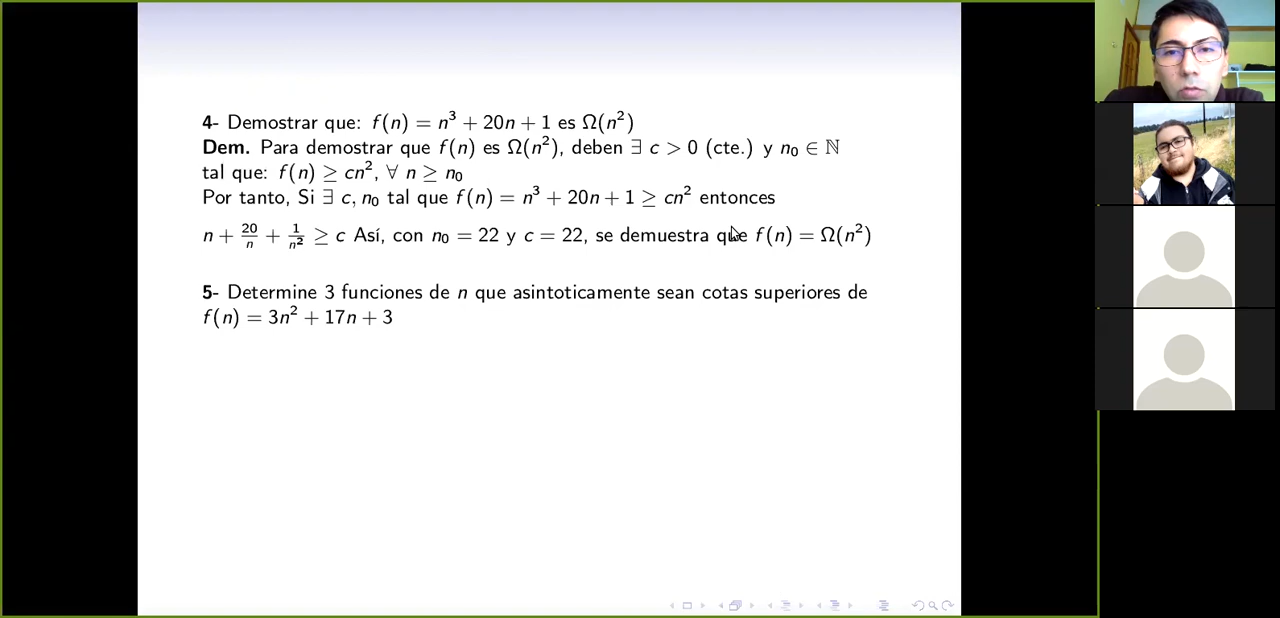 4- Demostrar que: f(n) = n³ + 20n + 1 es Ω(n²)
Dem. Para demostrar que f(n) es Ω(n²), deben ∃ c > 0 (cte.) y n₀ ∈ ℕ
tal que: f(n) ≥ cn², ∀ n ≥ n₀
Por tanto, Si ∃ c, n₀ tal que f(n) = n³ + 20n + 1 ≥ cn² entonces
n + 20/n + 1/n² ≥ c Así, con n₀ = 22 y c = 22, se demuestra que f(n) = Ω(n²)
5- Determine 3 funciones de n que asintoticamente sean cotas superiores de
f(n) = 3n² + 17n + 3